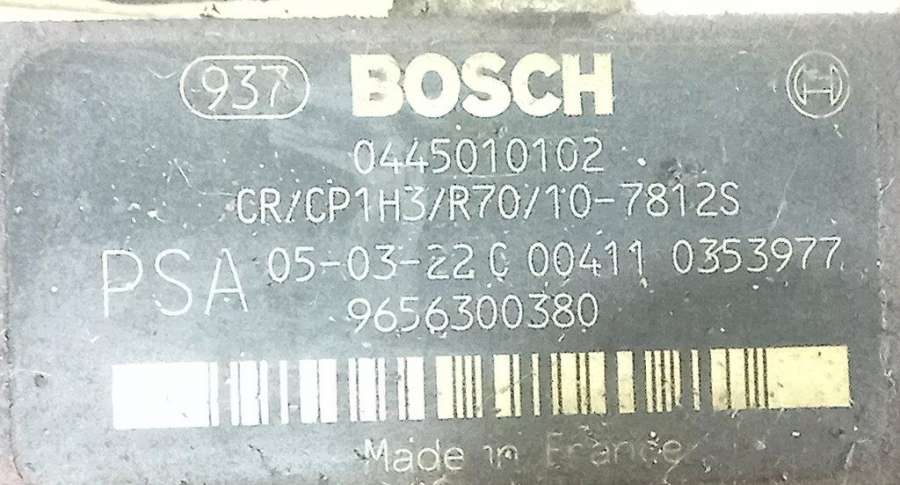 937 BOSCH
0445010102
CR/CP1H3/R70/10-7812S
PSA 05-03-22 C 00411 0353977
9656300380
Made in France